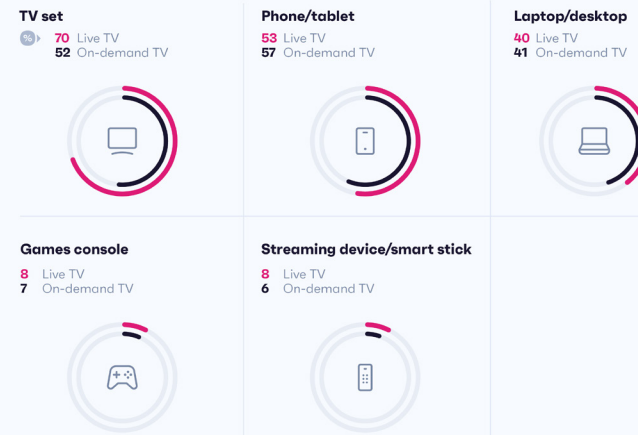 TV set
% 70 Live TV
52 On-demand TV
Phone/tablet
53 Live TV
57 On-demand TV
Laptop/desktop
40 Live TV
41 On-demand TV
Games console
8 Live TV
7 On-demand TV
Streaming device/smart stick
8 Live TV
6 On-demand TV